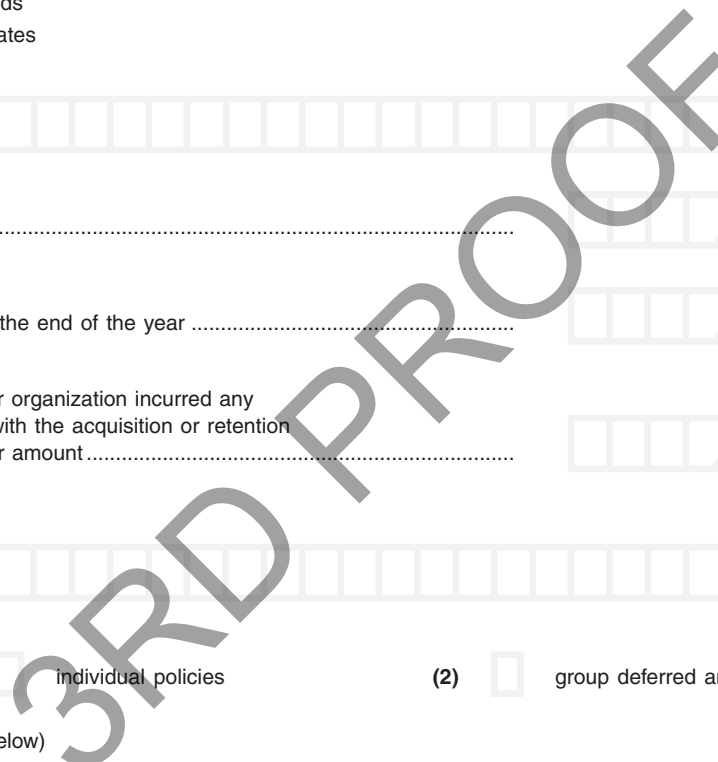 ds
ates
..........................................................................................
the end of the year ......................................................
r organization incurred any
with the acquisition or retention
r amount ........................................................................
individual policies (2) group deferred a
elow)
3RD PROOF